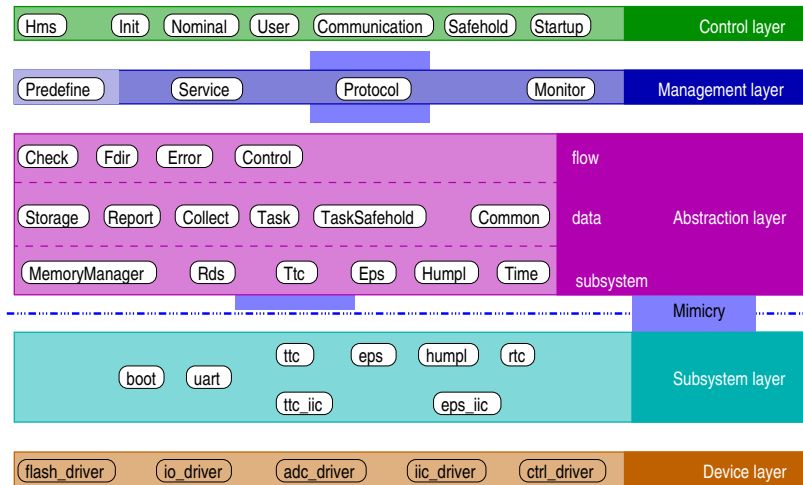 Hms Init Nominal User Communication Safehold Startup Control layer
Predefine Service Protocol Monitor Management layer
Check Fdir Error Control flow
Storage Report Collect Task TaskSafehold Common data Abstraction layer
MemoryManager Rds Ttc Eps Humpl Time subsystem
Mimicry
ttc eps humpl rtc
boot uart Subsystem layer
ttc_iic eps_iic
flash_driver io_driver adc_driver iic_driver ctrl_driver Device layer